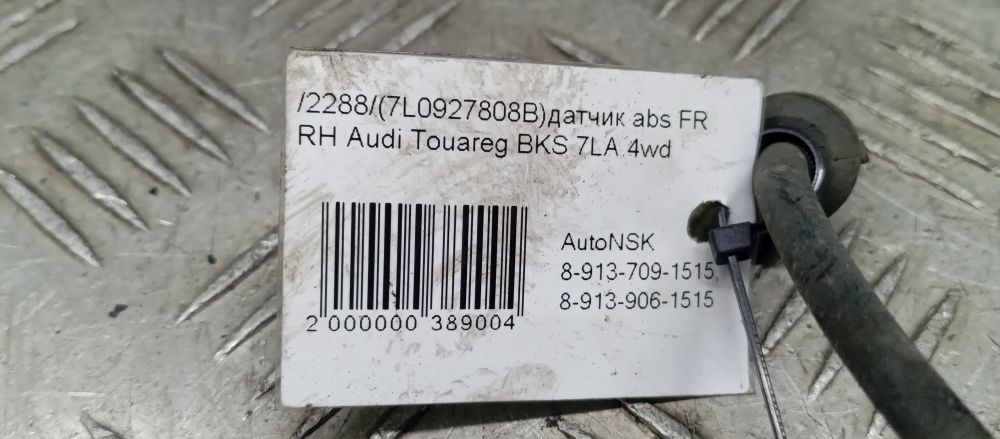 /2288/(7L0927808B)датчик abs FR
RH Audi Touareg BKS 7LA 4wd
AutoNSK
8-913-709-1515,
8-913-906-1515
2 000000 389004